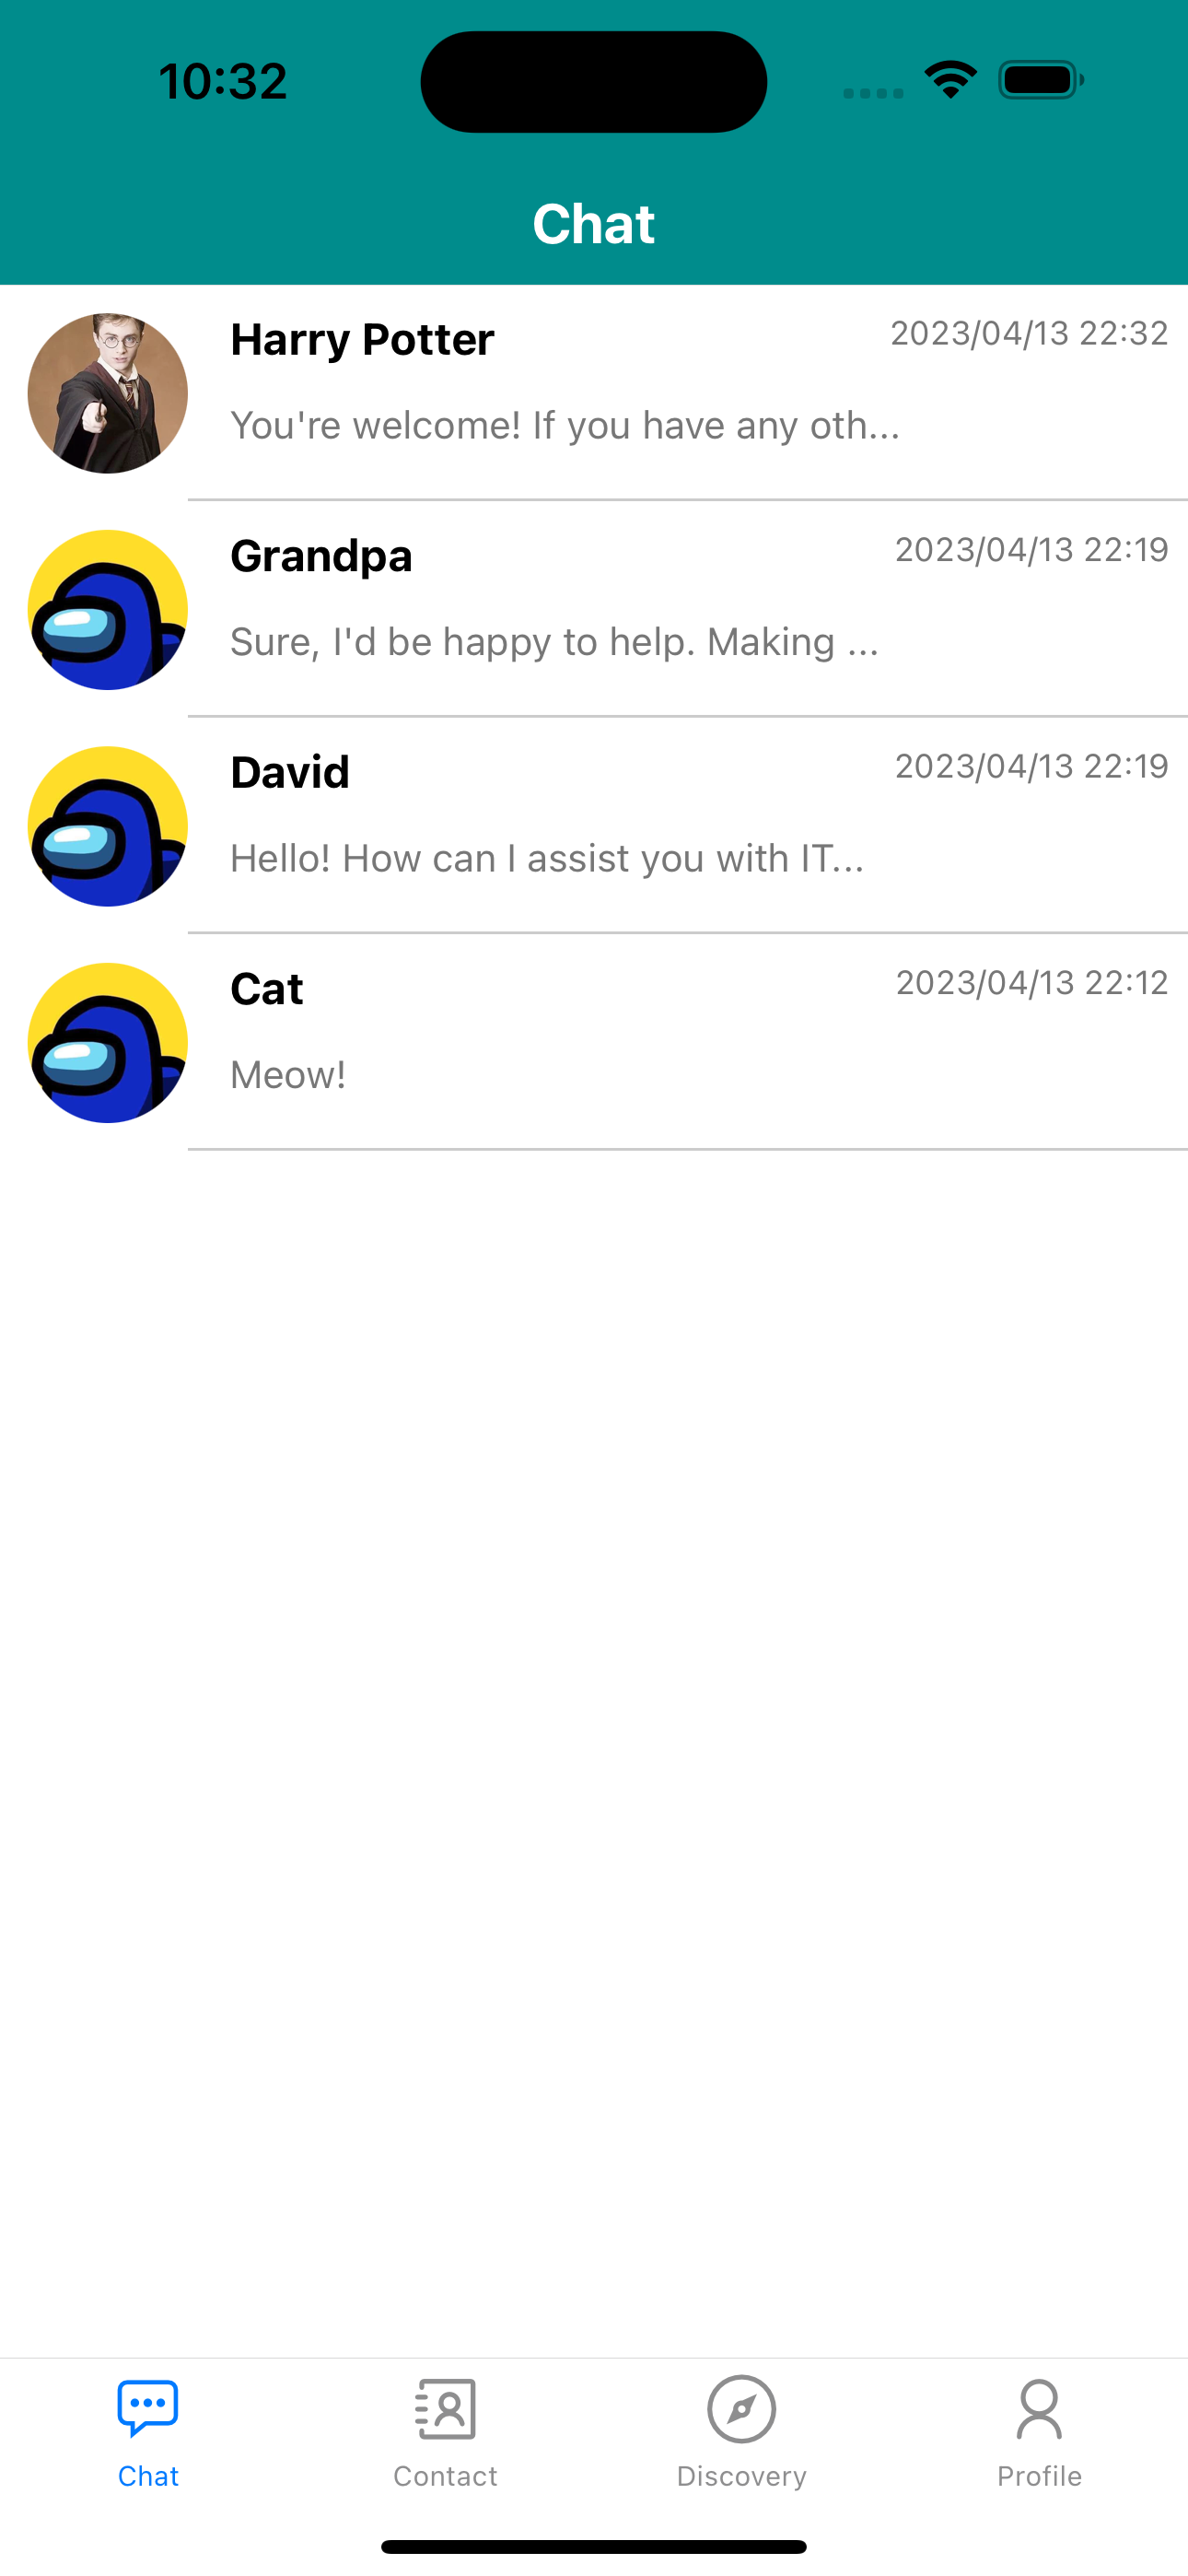 10:32
Chat
Harry Potter
2023/04/13 22:32
You're welcome! If you have any oth...
Grandpa
2023/04/13 22:19
Sure, I'd be happy to help. Making ...
David
2023/04/13 22:19
Hello! How can I assist you with IT...
Cat
2023/04/13 22:12
Meow!
Chat
Contact
Discovery
Profile